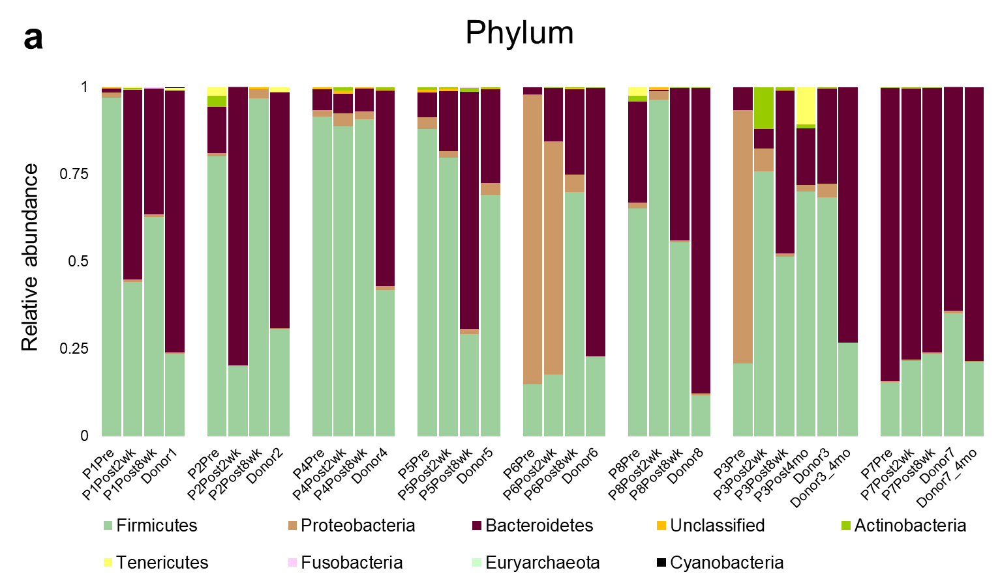 a
Phylum
Relative abundance
1
0.75
0.5
0.25
0
P1Pre
P1Post2wk
P1Post8wk
Donor1
P2Pre
P2Post2wk
P2Post8wk
Donor2
P4Pre
P4Post2wk
P4Post8wk
Donor4
P5Pre
P5Post2wk
P5Post8wk
Donor5
P6Pre
P6Post2wk
P6Post8wk
Donor6
P8Pre
P8Post2wk
P8Post8wk
Donor8
P3Pre
P3Post2wk
P3Post8wk
P3Post4mo
Donor3
Donor3_4mo
P7Pre
P7Post2wk
P7Post8wk
Donor7
Donor7_4mo
Firmicutes
Proteobacteria
Bacteroidetes
Unclassified
Actinobacteria
Tenericutes
Fusobacteria
Euryarchaeota
Cyanobacteria